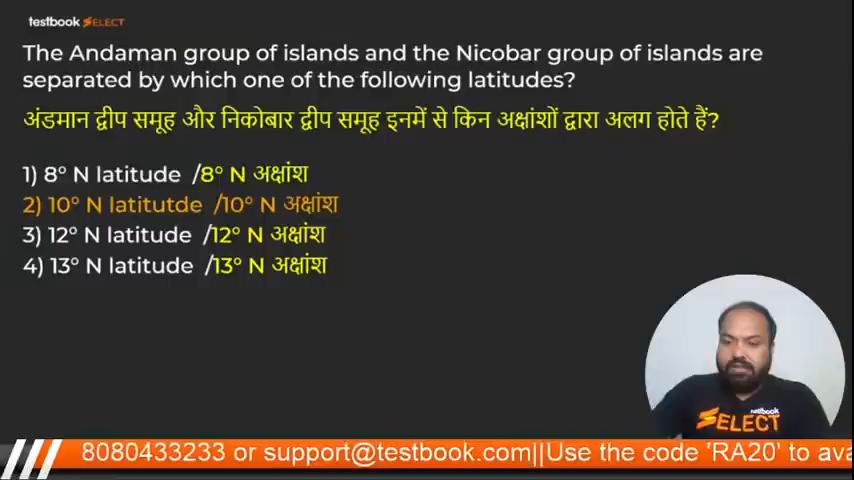 testbook SELECT
The Andaman group of islands and the Nicobar group of islands are
separated by which one of the following latitudes?
अंडमान द्वीप समूह और निकोबार द्वीप समूह इनमें से किन अक्षांशों द्वारा अलग होते हैं?
1) 8° N latitude /8° N अक्षांश
2) 10° N latitutde /10° N अक्षांश
3) 12° N latitude /12° N अक्षांश
4) 13° N latitude /13° N अक्षांश
testbook
SELECT
8080433233 or support@testbook.com||Use the code 'RA20' to ava